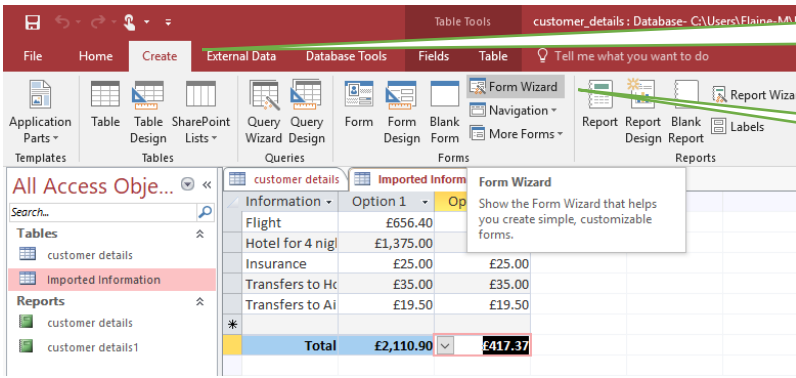 Table Tools customer_details : Database- C:\Users\Elaine-M\
File Home Create External Data Database Tools Fields Table Tell me what you want to do
Form Wizard
Report Wiza
Navigation
Application Table Table SharePoint Query Query Form Form Blank Report Report Blank
Labels
Parts Design Lists Wizard Design Design Form More Forms Design Report
Templates Tables Queries Forms Reports
All Access Obje... «
customer details Imported Inform
Form Wizard
Show the Form Wizard that helps
you create simple, customizable
forms.
Search...
Tables
customer details
Imported Information
Reports
customer details
customer details1
Information Option 1 Op
Flight £656.40
Hotel for 4 nigl £1,375.00
Insurance £25.00 £25.00
Transfers to Ho £35.00 £35.00
Transfers to Ai £19.50 £19.50
Total £2,110.90 £417.37